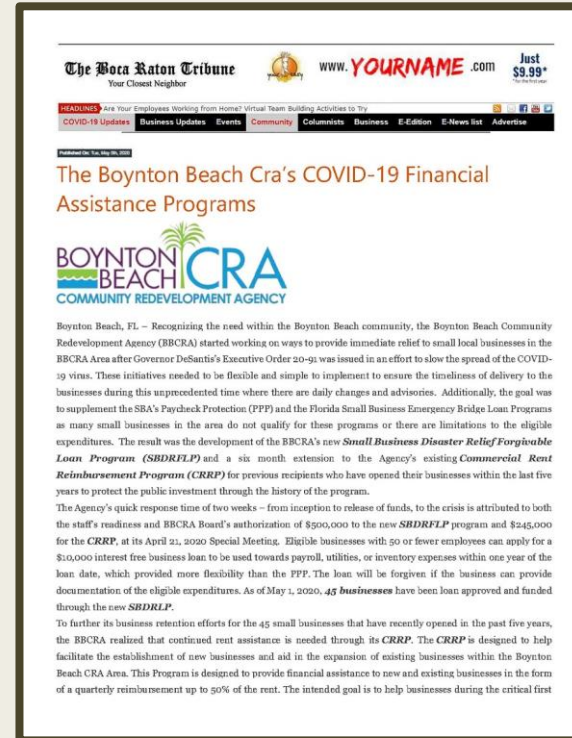 The Boca Raton Tribune
Your Closest Neighbor
www. YOURNAME .com
Just
$9.99*
HEADLINES Are Your Employees Working from Home? Virtual Team Building Activities to Try
COVID-19 Updates Business Updates Events Community Columnists Business E-Edition E-News list Advertise
Published On: Tue, May 5th, 2020
The Boynton Beach Cra's COVID-19 Financial
Assistance Programs
BOYNTON
BEACH CRA
COMMUNITY REDEVELOPMENT AGENCY
Boynton Beach, FL – Recognizing the need within the Boynton Beach community, the Boynton Beach Community
Redevelopment Agency (BBCRA) started working on ways to provide immediate relief to small local businesses in the
BBCRA Area after Governor DeSantis's Executive Order 20-91 was issued in an effort to slow the spread of the COVID-
19 virus. These initiatives needed to be flexible and simple to implement to ensure the timeliness of delivery to the
businesses during this unprecedented time where there are daily changes and advisories. Additionally, the goal was
to supplement the SBA's Paycheck Protection (PPP) and the Florida Small Business Emergency Bridge Loan Programs
as many small businesses in the area do not qualify for these programs or there are limitations to the eligible
expenditures. The result was the development of the BBCRA's new Small Business Disaster Relief Forgivable
Loan Program (SBDRFLP) and a six month extension to the Agency's existing Commercial Rent
Reimbursement Program (CRRP) for previous recipients who have opened their businesses within the last five
years to protect the public investment through the history of the program.
The Agency's quick response time of two weeks – from inception to release of funds, to the crisis is attributed to both
the staff's readiness and BBCRA Board's authorization of $500,000 to the new SBDRFLP program and $245,000
for the CRRP, at its April 21, 2020 Special Meeting. Eligible businesses with 50 or fewer employees can apply for a
$10,000 interest free business loan to be used towards payroll, utilities, or inventory expenses within one year of the
loan date, which provided more flexibility than the PPP. The loan will be forgiven if the business can provide
documentation of the eligible expenditures. As of May 1, 2020, 45 businesses have been loan approved and funded
through the new SBDRLP.
To further its business retention efforts for the 45 small businesses that have recently opened in the past five years,
the BBCRA realized that continued rent assistance is needed through its CRRP. The CRRP is designed to help
facilitate the establishment of new businesses and aid in the expansion of existing businesses within the Boynton
Beach CRA Area. This Program is designed to provide financial assistance to new and existing businesses in the form
of a quarterly reimbursement up to 50% of the rent. The intended goal is to help businesses during the critical first